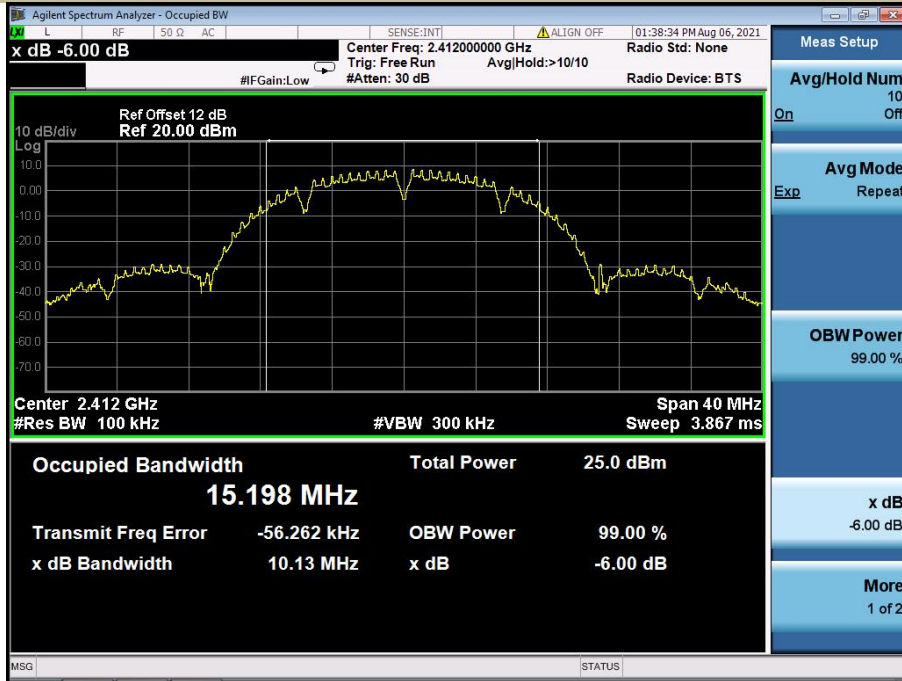 Agilent Spectrum Analyzer - Occupied BW
LXI L RF 50 Ω AC SENSE:INT ALIGN OFF 01:38:34 PM Aug 06, 2021
x dB -6.00 dB
Center Freq: 2.412000000 GHz
Radio Std: None
Trig: Free Run Avg|Hold:>10/10
#IFGain:Low #Atten: 30 dB Radio Device: BTS
Ref Offset 12 dB
10 dB/div Ref 20.00 dBm
Log
10.0
0.00
-10.0
-20.0
-30.0
-40.0
-50.0
-60.0
-70.0
Center 2.412 GHz Span 40 MHz
#Res BW 100 kHz #VBW 300 kHz Sweep 3.867 ms
Occupied Bandwidth Total Power 25.0 dBm
15.198 MHz
Transmit Freq Error -56.262 kHz OBW Power 99.00 %
x dB Bandwidth 10.13 MHz x dB -6.00 dB
Meas Setup
Avg/Hold Num
10
On Off
Avg Mode
Exp Repeat
OBW Power
99.00 %
x dB
-6.00 dB
More
1 of 2
MSG STATUS